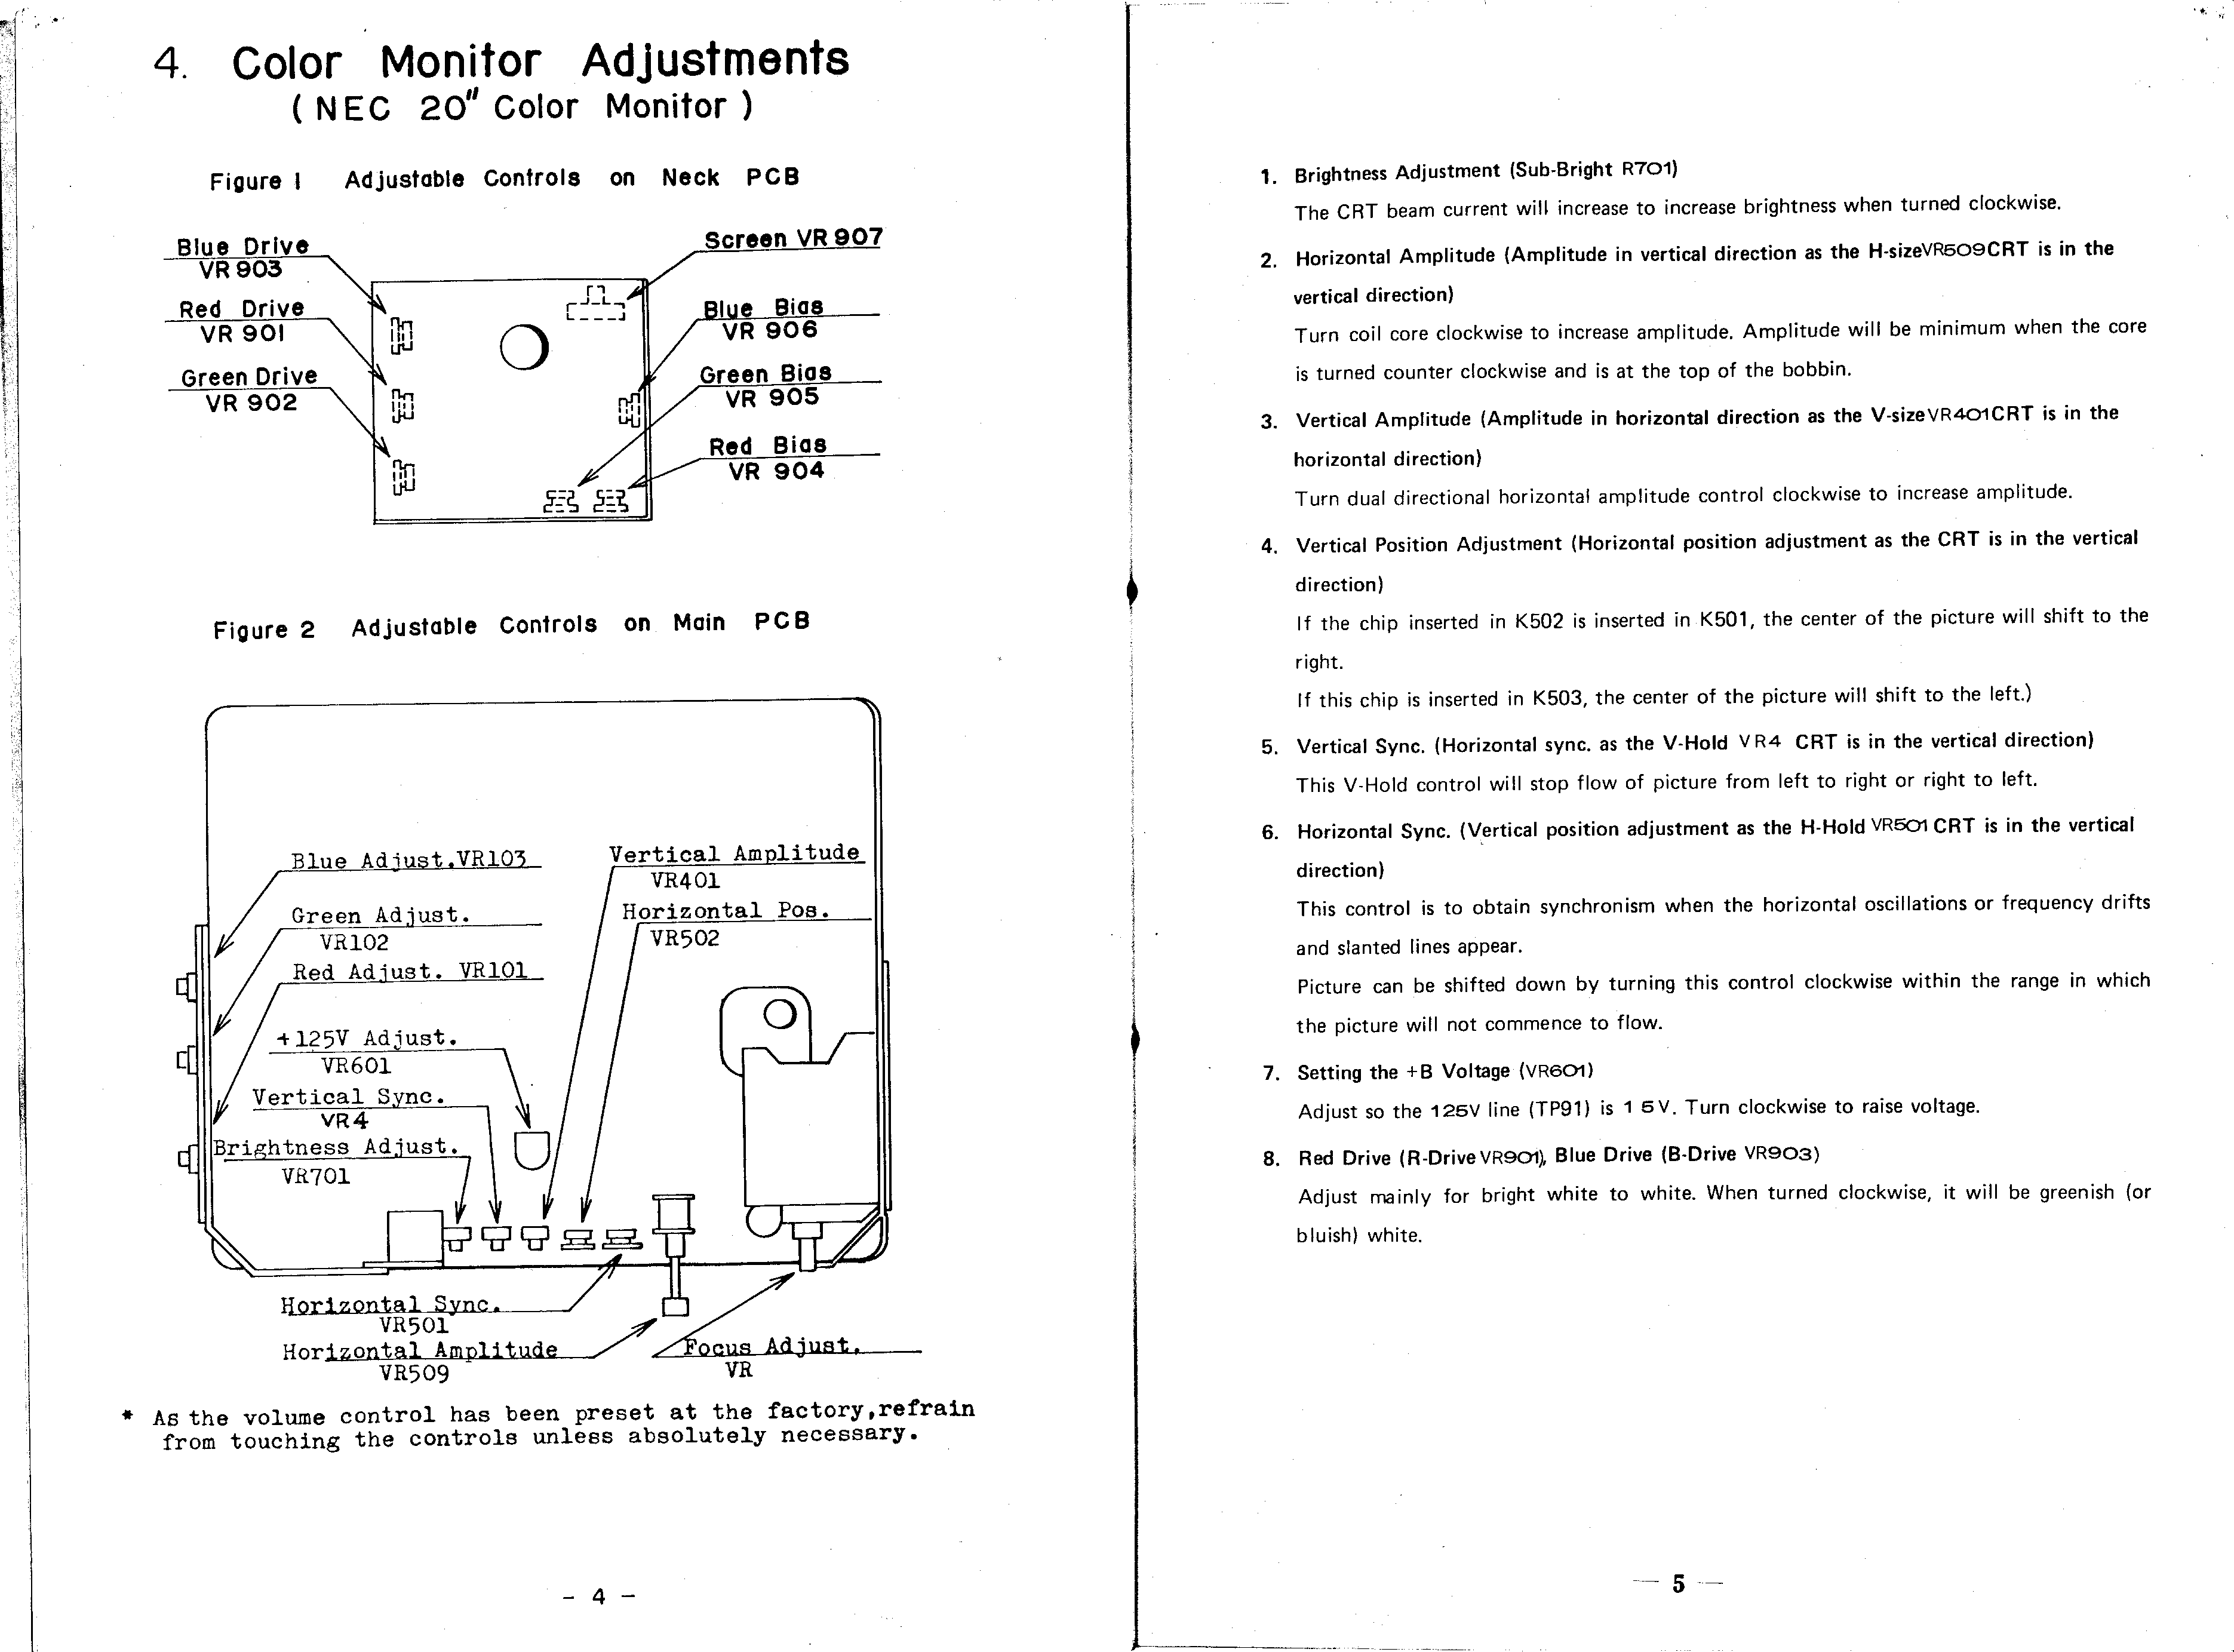 4. Color Monitor Adjustments
(NEC 20" Color Monitor)
Figure 1 Adjustable Controls on Neck PCB
Blue Drive
VR 903
Red Drive
VR 901
Green Drive
VR 902
Screen VR 907
Blue Bias
VR 906
Green Bias
VR 905
Red Bias
VR 904
Figure 2 Adjustable Controls on Main PCB
Blue Adjust.VR103
Green Adjust.
VR102
Red Adjust. VR101
+125V Adjust.
VR601
Vertical Sync.
VR4
Brightness Adjust.
VR701
Vertical Amplitude
VR401
Horizontal Pos.
VR502
Horizontal Sync.
VR501
Horizontal Amplitude
VR509
Focus Adjust.
VR
* As the volume control has been preset at the factory,refrain
from touching the controls unless absolutely necessary.
- 4 -
1. Brightness Adjustment (Sub-Bright R701)
The CRT beam current will increase to increase brightness when turned clockwise.
2. Horizontal Amplitude (Amplitude in vertical direction as the H-sizeVR509CRT is in the
vertical direction)
Turn coil core clockwise to increase amplitude. Amplitude will be minimum when the core
is turned counter clockwise and is at the top of the bobbin.
3. Vertical Amplitude (Amplitude in horizontal direction as the V-sizeVR401CRT is in the
horizontal direction)
Turn dual directional horizontal amplitude control clockwise to increase amplitude.
4. Vertical Position Adjustment (Horizontal position adjustment as the CRT is in the vertical
direction)
If the chip inserted in K502 is inserted in K501, the center of the picture will shift to the
right.
If this chip is inserted in K503, the center of the picture will shift to the left.)
5. Vertical Sync. (Horizontal sync. as the V-Hold VR4 CRT is in the vertical direction)
This V-Hold control will stop flow of picture from left to right or right to left.
6. Horizontal Sync. (Vertical position adjustment as the H-Hold VR501 CRT is in the vertical
direction)
This control is to obtain synchronism when the horizontal oscillations or frequency drifts
and slanted lines appear.
Picture can be shifted down by turning this control clockwise within the range in which
the picture will not commence to flow.
7. Setting the +B Voltage (VR601)
Adjust so the 125V line (TP91) is 1 5V. Turn clockwise to raise voltage.
8. Red Drive (R-Drive VR901), Blue Drive (B-Drive VR903)
Adjust mainly for bright white to white. When turned clockwise, it will be greenish (or
bluish) white.
— 5 —